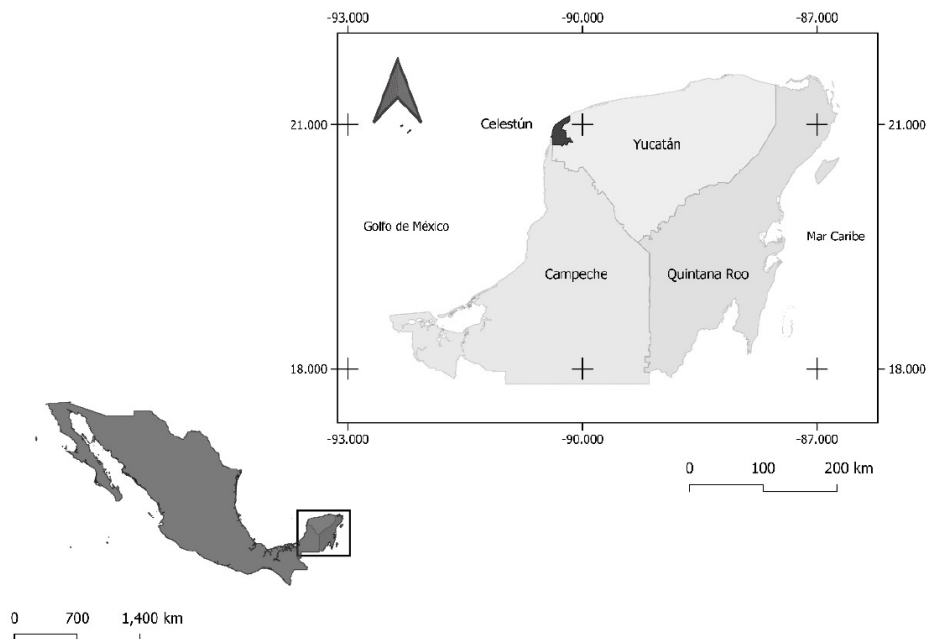 -93.000 -90.000 -87.000
21.000 Celestún Yucatán 21.000
Golfo de México Mar Caribe
Campeche Quintana Roo
18.000 18.000
-93.000 -90.000 -87.000
0 100 200 km
0 700 1,400 km